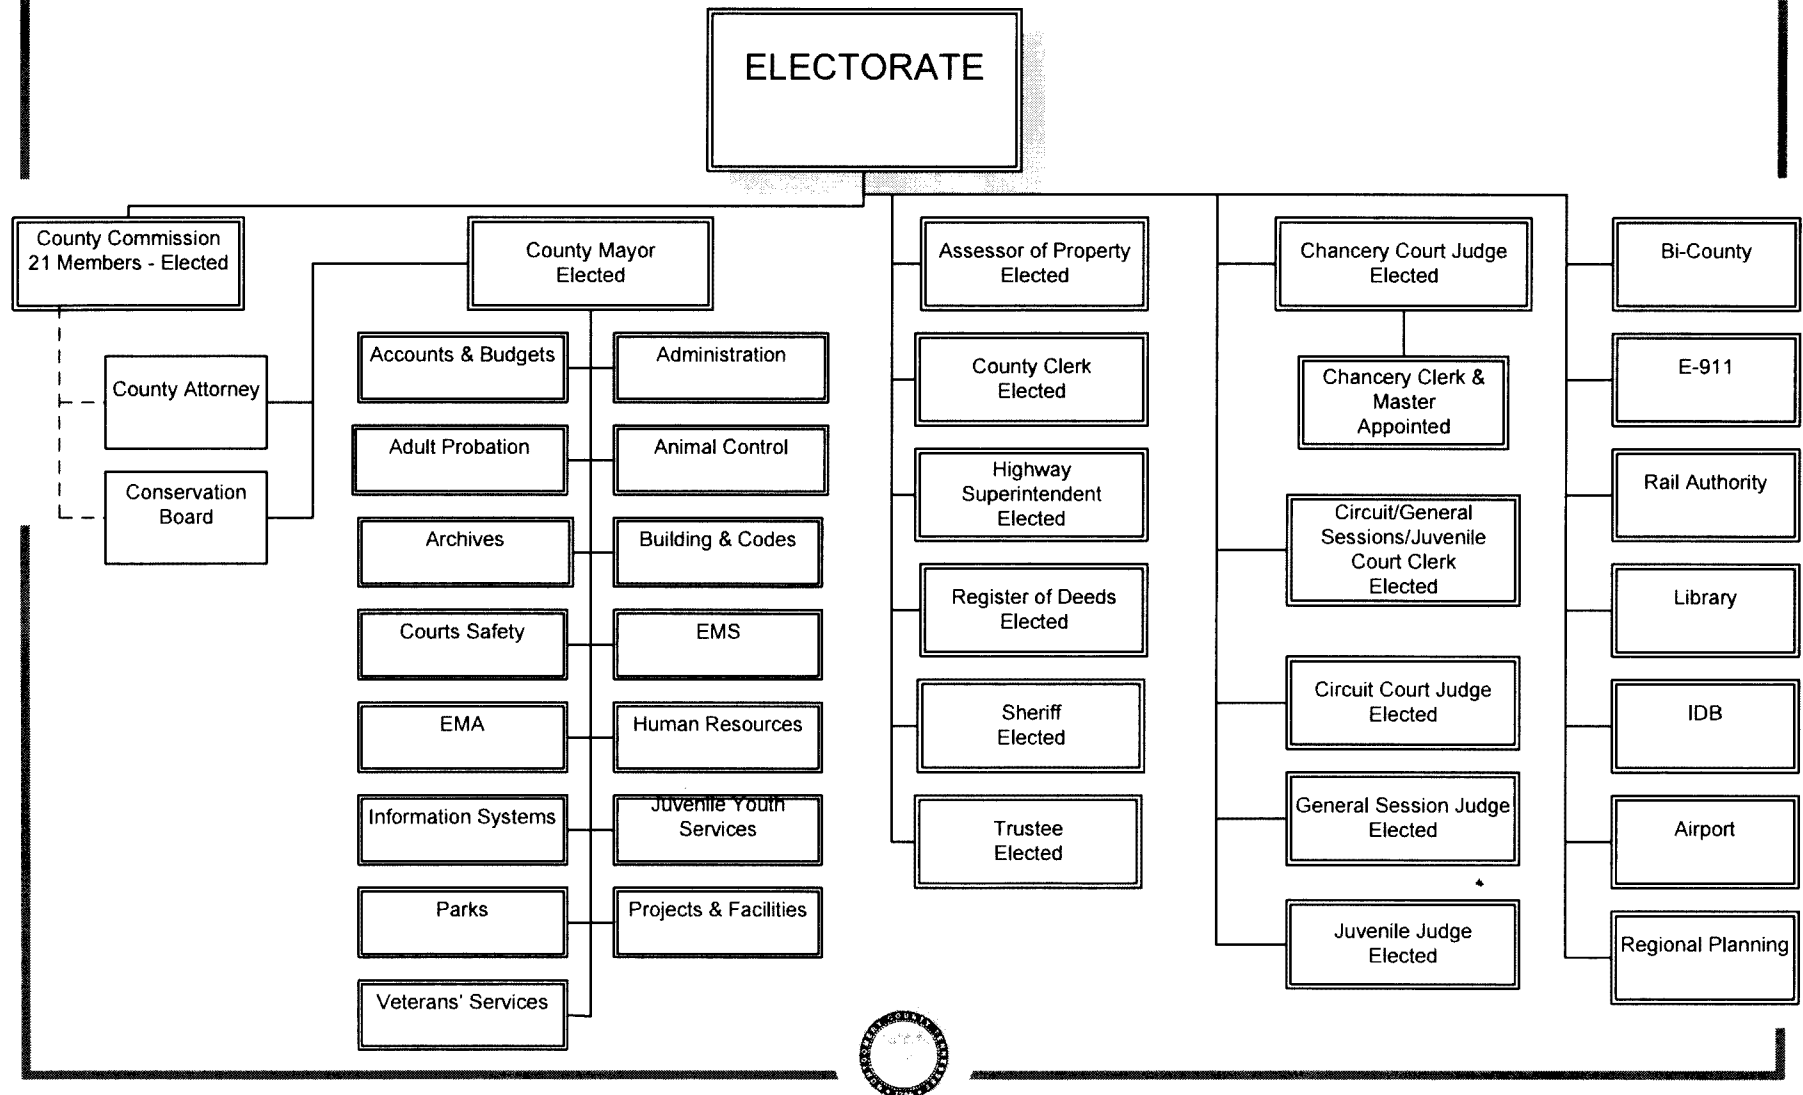 ELECTORATE
County Commission
21 Members - Elected
County Attorney
Conservation
Board
County Mayor
Elected
Accounts & Budgets
Administration
Adult Probation
Animal Control
Archives
Building & Codes
Courts Safety
EMS
EMA
Human Resources
Information Systems
Juvenile Youth
Services
Parks
Projects & Facilities
Veterans' Services
Assessor of Property
Elected
County Clerk
Elected
Highway
Superintendent
Elected
Register of Deeds
Elected
Sheriff
Elected
Trustee
Elected
Chancery Court Judge
Elected
Chancery Clerk &
Master
Appointed
Circuit/General
Sessions/Juvenile
Court Clerk
Elected
Circuit Court Judge
Elected
General Session Judge
Elected
Juvenile Judge
Elected
Bi-County
E-911
Rail Authority
Library
IDB
Airport
Regional Planning